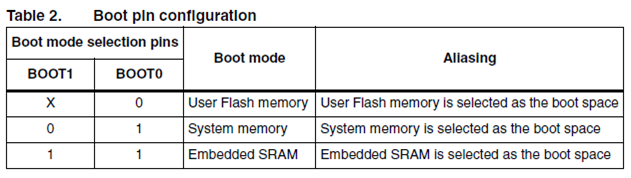 Table 2. Boot pin configuration
Boot mode selection pins
Boot mode
Aliasing
BOOT1 BOOT0
X 0 User Flash memory User Flash memory is selected as the boot space
0 1 System memory System memory is selected as the boot space
1 1 Embedded SRAM Embedded SRAM is selected as the boot space